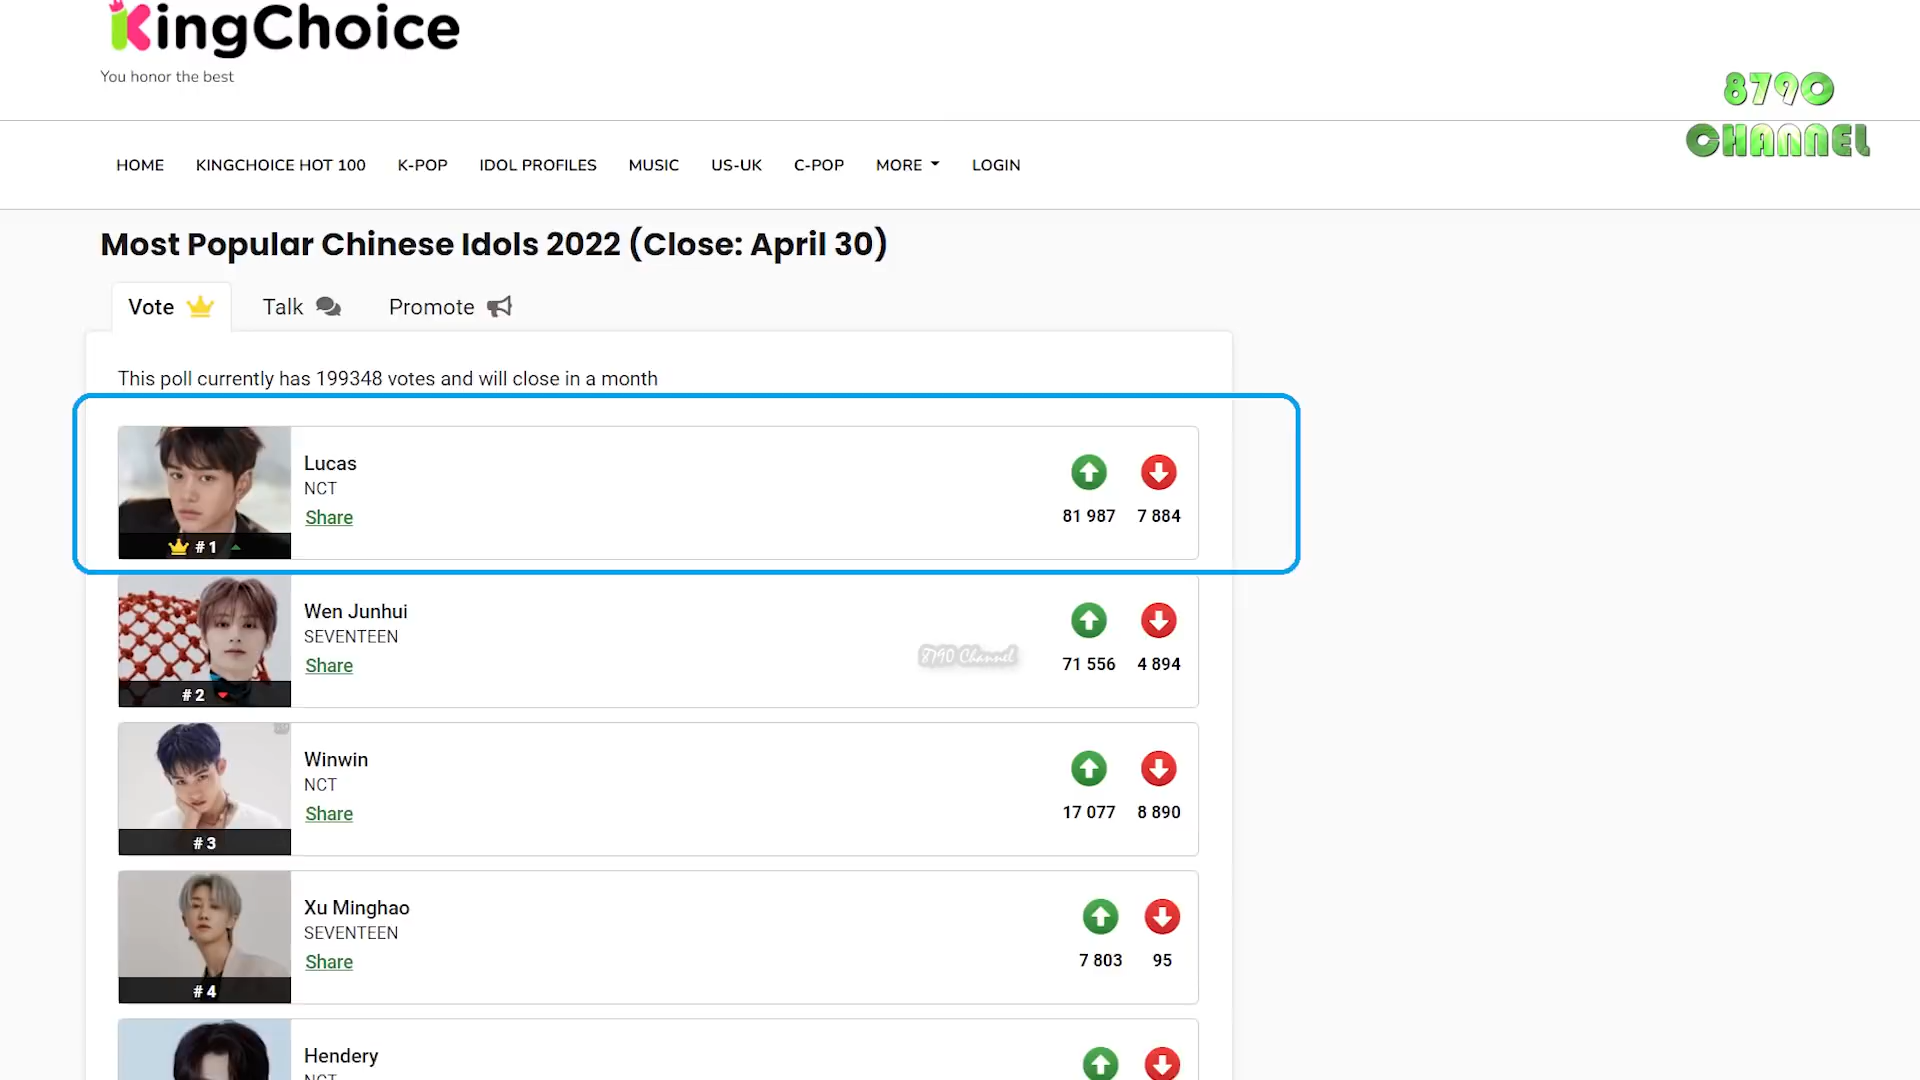 KingChoice
You honor the best
8790
CHANNEL
HOME KINGCHOICE HOT 100 K-POP IDOL PROFILES MUSIC US-UK C-POP MORE LOGIN
Most Popular Chinese Idols 2022 (Close: April 30)
Vote Talk Promote
This poll currently has 199348 votes and will close in a month
Lucas
NCT
Share
81 987 7 884
# 1
Wen Junhui
SEVENTEEN
Share
8790 Channel
71 556 4 894
# 2
Winwin
NCT
Share
17 077 8 890
# 3
Xu Minghao
SEVENTEEN
Share
7 803 95
# 4
Hendery
NCT